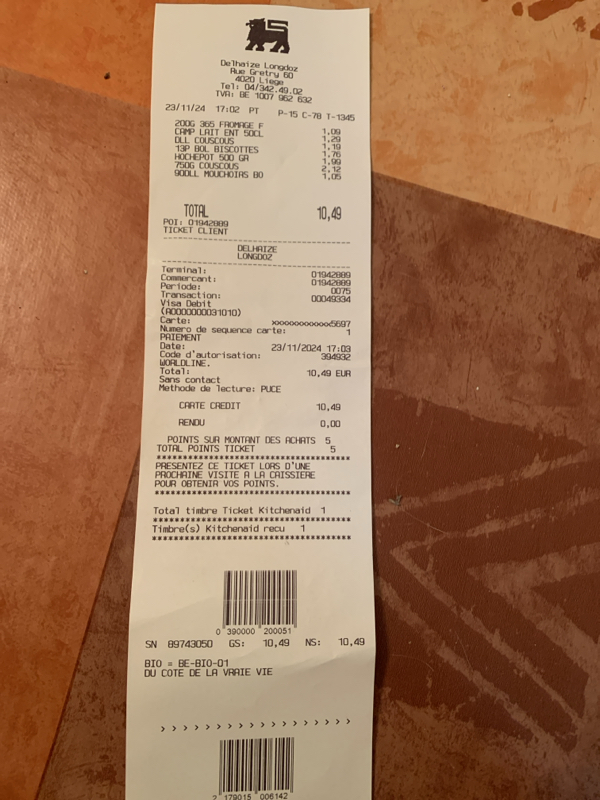 Delhaize Longdoz
Rue Gretry 60
4020 Liege
Tel: 04/342.49.02
TVA: BE 1007 962 632
23/11/24 17:02 PT P-15 C-78 T-1345
200G 365 FROMAGE F 1,09
CAMP LAIT ENT 50CL 1,29
DLL COUSCOUS 1,19
13P BOL BISCOTTES 1,76
HOCHEPOT 500 GR 1,99
750G COUSCOUS 2,12
90DLL MOUCHOIRS BO 1,05
TOTAL 10,49
POI: 01942889
TICKET CLIENT
DELHAIZE
LONGDOZ
Terminal: 01942889
Commercant: 01942889
Periode: 0075
Transaction: 00049334
Visa Debit
(A0000000031010)
Carte: xxxxxxxxxxxx5697
Numero de sequence carte: 1
PAIEMENT
Date: 23/11/2024 17:03
Code d'autorisation: 394932
WORLDLINE.
Total: 10,49 EUR
Sans contact
Methode de lecture: PUCE
CARTE CREDIT 10,49
RENDU 0,00
POINTS SUR MONTANT DES ACHATS 5
TOTAL POINTS TICKET 5
****************************************
PRESENTEZ CE TICKET LORS D'UNE
PROCHAINE VISITE A LA CAISSIERE
POUR OBTENIR VOS POINTS.
****************************************
Total timbre Ticket Kitchenaid 1
****************************************
Timbre(s) Kitchenaid recu 1
****************************************
0 390000 200051
SN 89743050 GS: 10,49 NS: 10,49
BIO = BE-BIO-01
DU COTE DE LA VRAIE VIE
> > > > > > > > > > > > > > > >
2 179015 006142